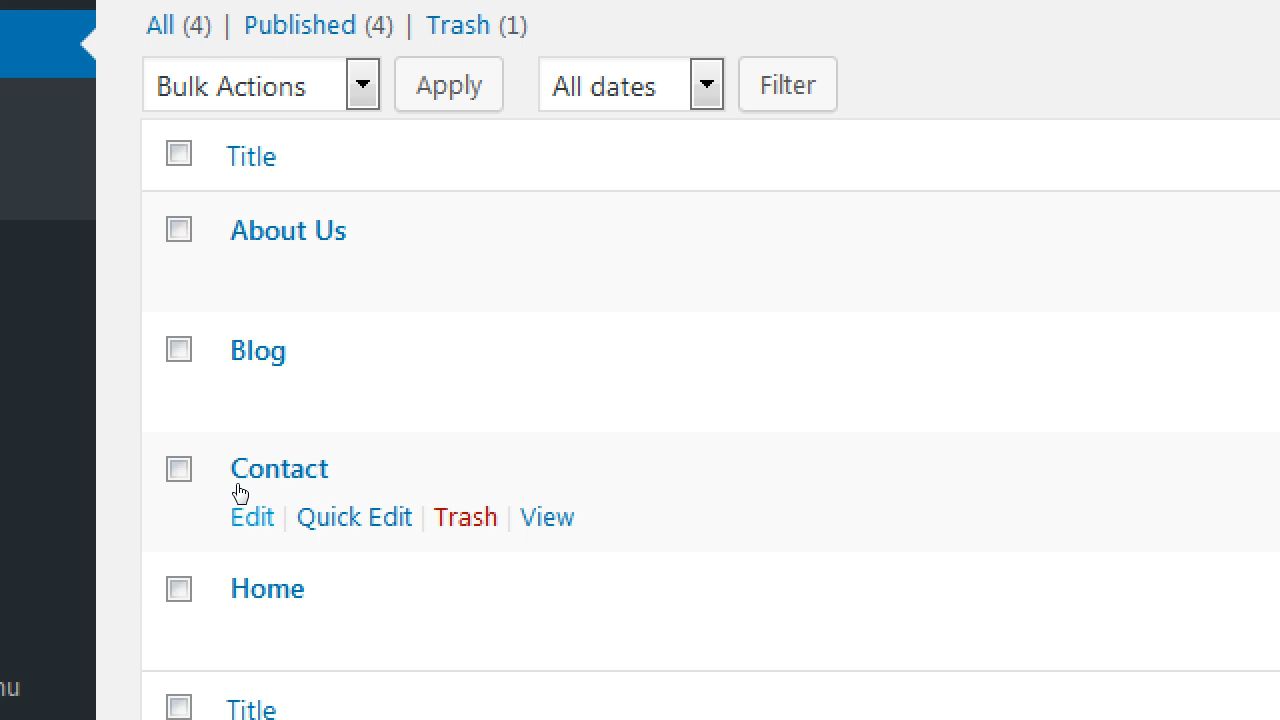 All (4) | Published (4) | Trash (1)
Bulk Actions Apply All dates Filter
Title
About Us
Blog
Contact
Edit | Quick Edit | Trash | View
Home
nu
Title